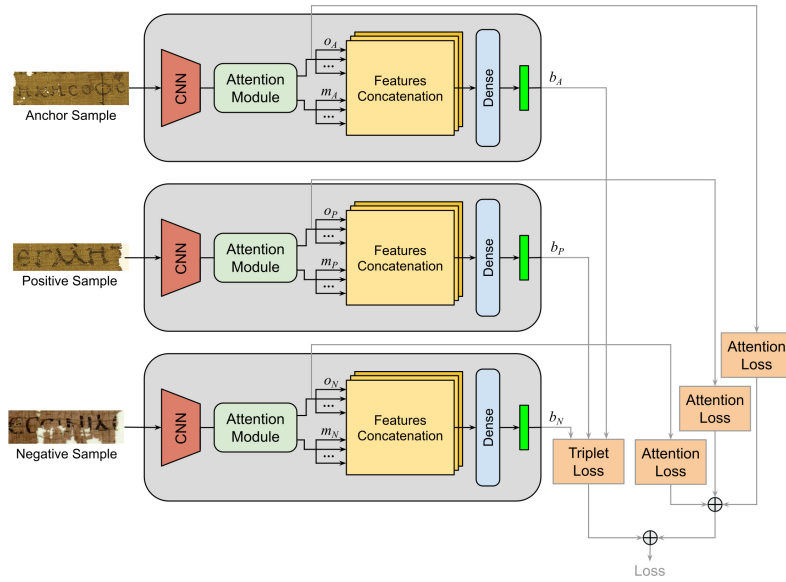 Anchor Sample
CNN
Attention
Module
o_A
...
m_A
...
Features
Concatenation
Dense
b_A
Positive Sample
CNN
Attention
Module
o_P
...
m_P
...
Features
Concatenation
Dense
b_P
Negative Sample
CNN
Attention
Module
o_N
...
m_N
...
Features
Concatenation
Dense
b_N
Triplet
Loss
Attention
Loss
Attention
Loss
Attention
Loss
Loss